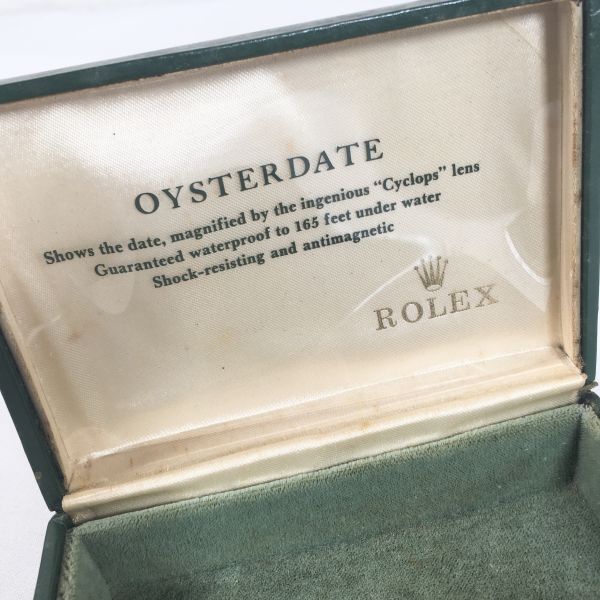 OYSTERDATE
Shows the date, magnified by the ingenious “Cyclops” lens
Guaranteed waterproof to 165 feet under water
Shock-resisting and antimagnetic
ROLEX